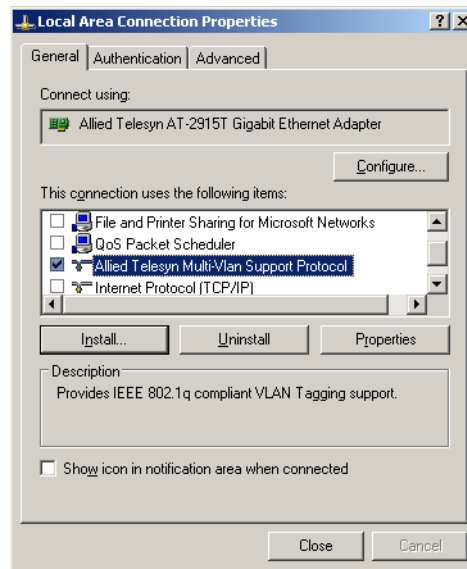 Local Area Connection Properties
General Authentication Advanced
Connect using:
Allied Telesyn AT-2915T Gigabit Ethernet Adapter
Configure...
This connection uses the following items:
File and Printer Sharing for Microsoft Networks
QoS Packet Scheduler
Allied Telesyn Multi-Vlan Support Protocol
Internet Protocol (TCP/IP)
Install... Uninstall Properties
Description
Provides IEEE 802.1q compliant VLAN Tagging support.
Show icon in notification area when connected
Close Cancel